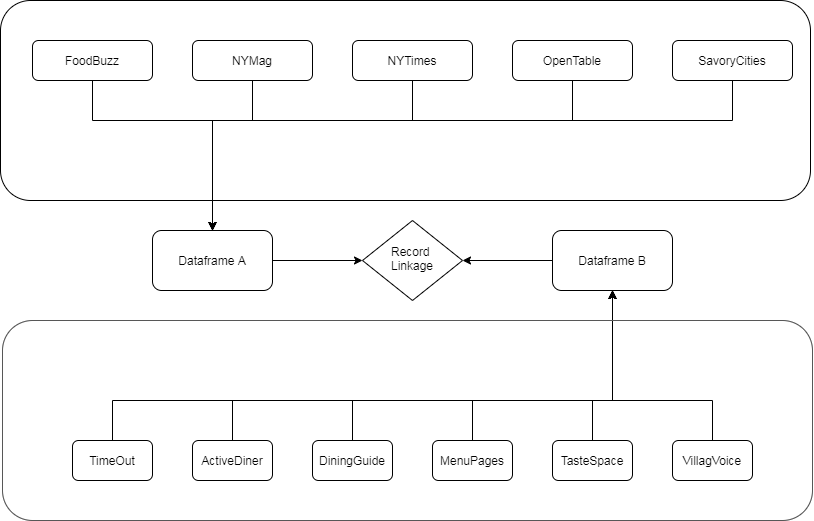 FoodBuzz
NYMag
NYTimes
OpenTable
SavoryCities
Dataframe A
Record
Linkage
Dataframe B
TimeOut
ActiveDiner
DiningGuide
MenuPages
TasteSpace
VillagVoice